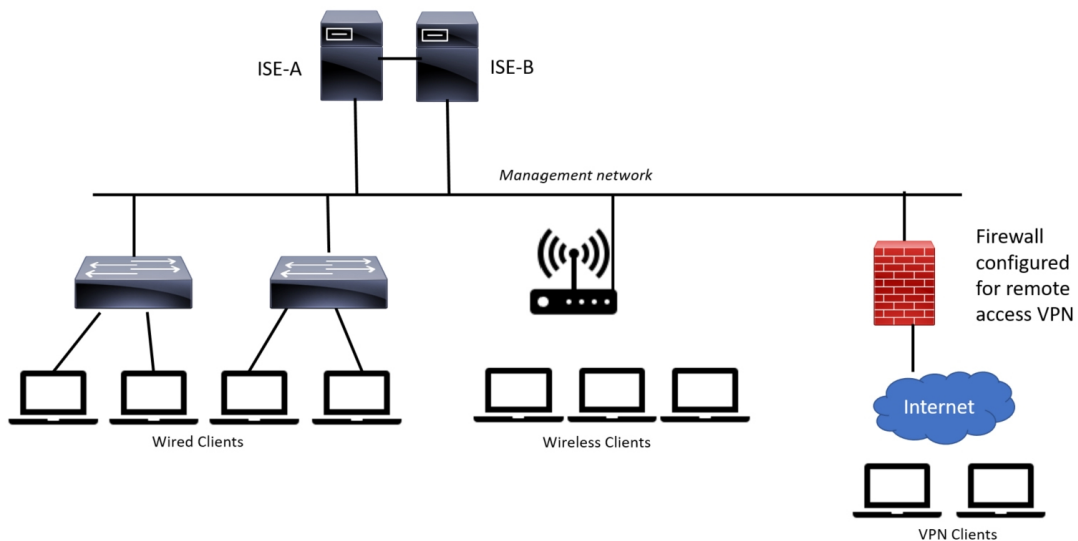 ISE-A
ISE-B
Management network
Firewall
configured
for remote
access VPN
Internet
Wired Clients
Wireless Clients
VPN Clients